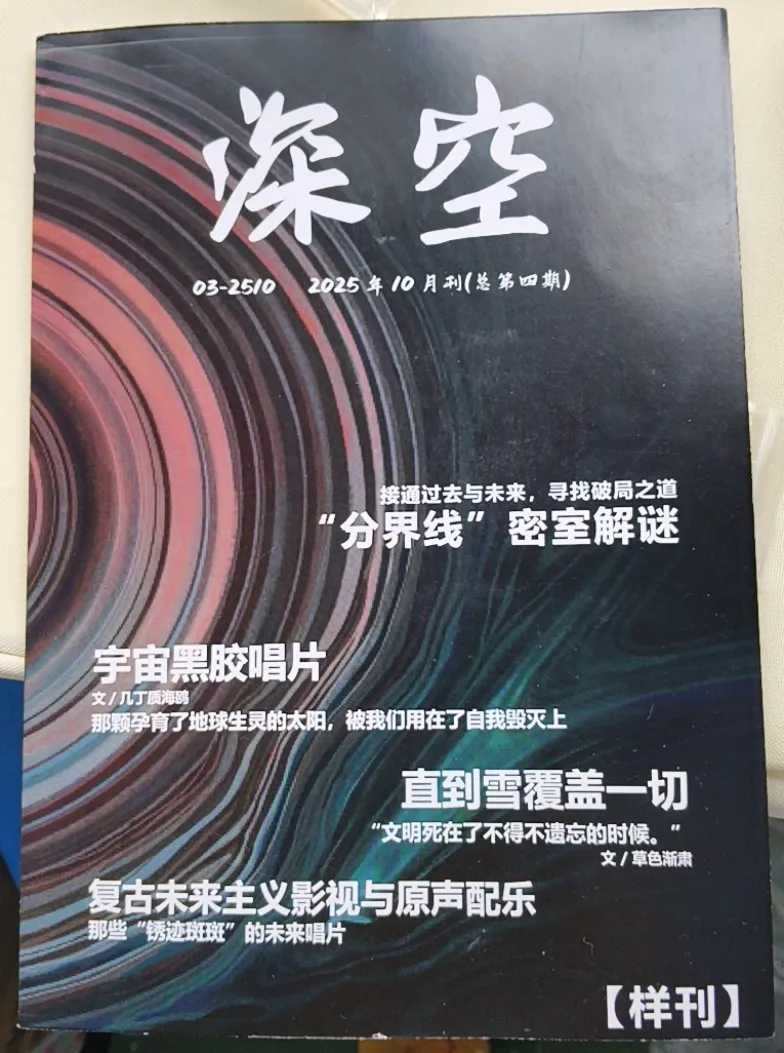 深空
03-2510 2025年10月刊(总第四期)
接通过去与未来，寻找破局之道
“分界线” 密室解谜
宇宙黑胶唱片
文/几丁质海鸥
那颗孕育了地球生灵的太阳，被我们用在了自我毁灭上
直到雪覆盖一切
“文明死在了不得不遗忘的时候。”
文/草色渐肃
复古未来主义影视与原声配乐
那些“锈迹斑斑”的未来唱片
【样刊】